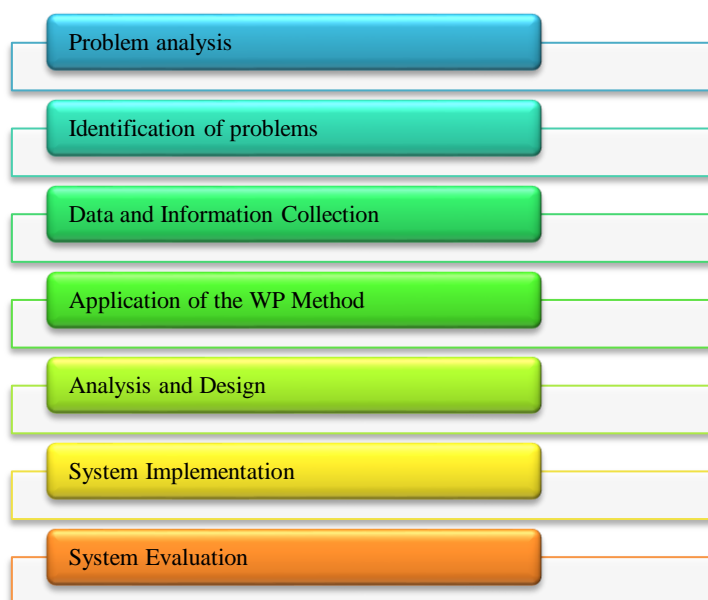 Problem analysis
Identification of problems
Data and Information Collection
Application of the WP Method
Analysis and Design
System Implementation
System Evaluation